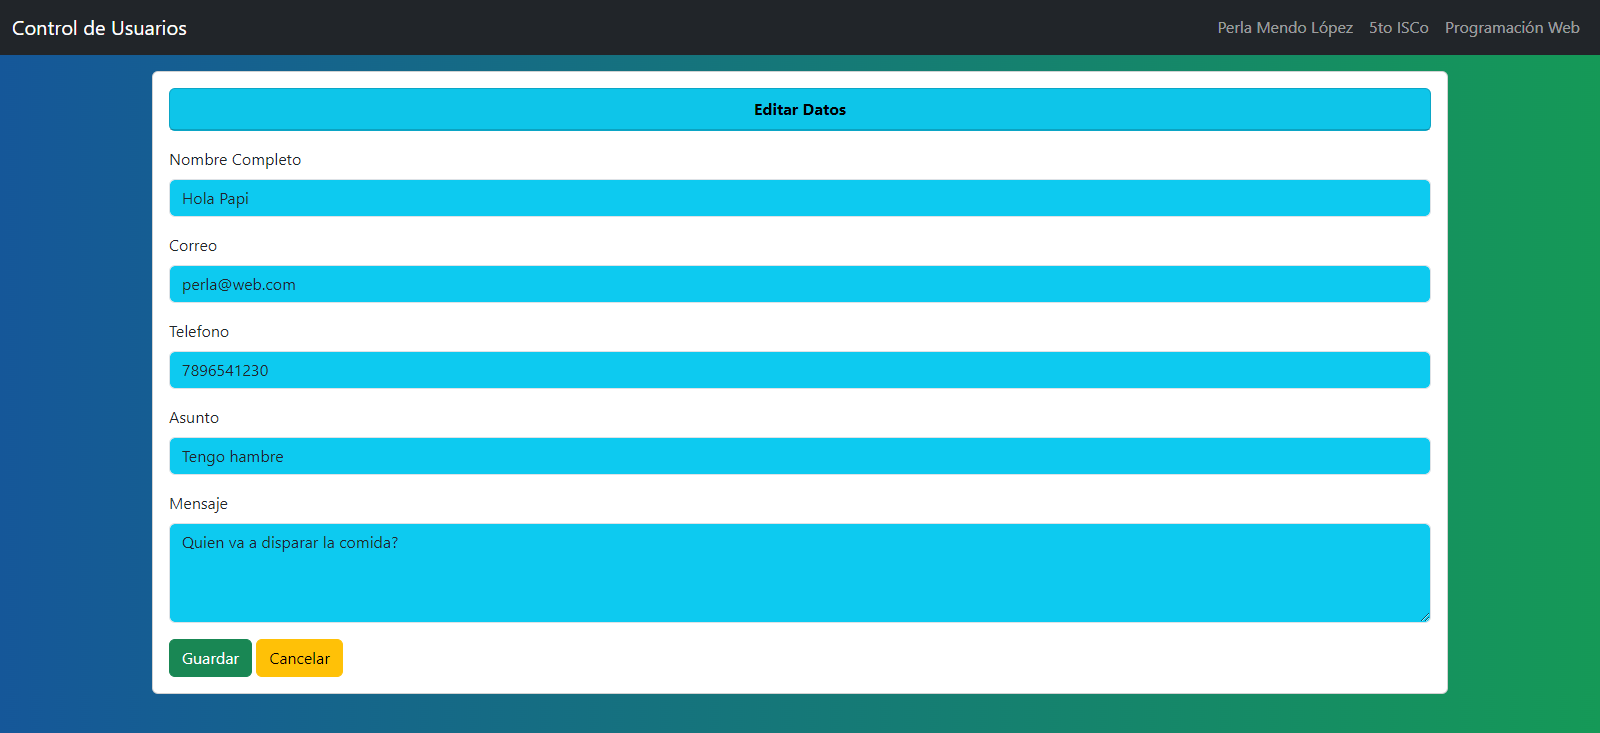 Control de Usuarios
Perla Mendo López 5to ISCo Programación Web
Editar Datos
Nombre Completo
Hola Papi
Correo
perla@web.com
Telefono
7896541230
Asunto
Tengo hambre
Mensaje
Quien va a disparar la comida?
Guardar Cancelar